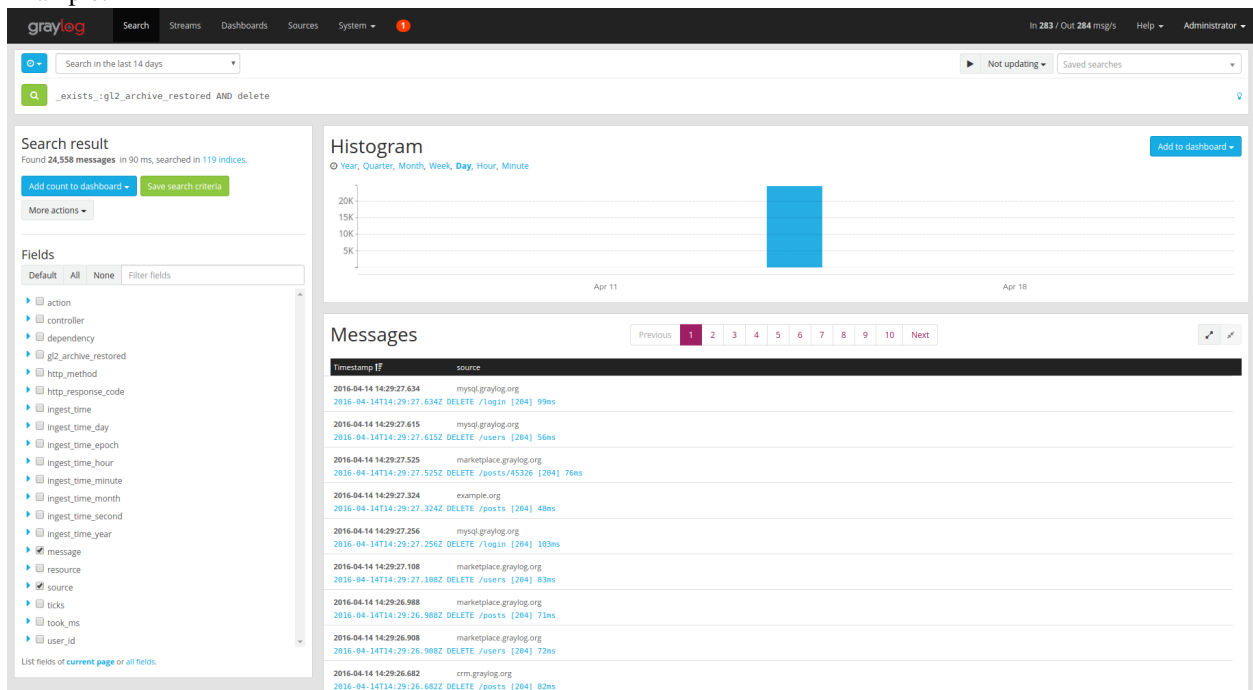 graylog Search Streams Dashboards Sources System 1 In 283 / Out 284 msg/s Help Administrator
Search in the last 14 days Not updating Saved searches
_exists_:gl2_archive_restored AND delete
Search result
Found 24,558 messages in 90 ms, searched in 119 indices.
Add count to dashboard Save search criteria
More actions
Fields
Default All None Filter fields
action
controller
dependency
gl2_archive_restored
http_method
http_response_code
ingest_time
ingest_time_day
ingest_time_epoch
ingest_time_hour
ingest_time_minute
ingest_time_month
ingest_time_second
ingest_time_year
message
resource
source
ticks
took_ms
user_id
List fields of current page or all fields.
Histogram Add to dashboard
Year, Quarter, Month, Week, Day, Hour, Minute
20K
15K
10K
5K
Apr 11 Apr 18
Messages Previous 1 2 3 4 5 6 7 8 9 10 Next
Timestamp source
2016-04-14 14:29:27.634 mysql.graylog.org
2016-04-14T14:29:27.634Z DELETE /login [204] 99ms
2016-04-14 14:29:27.615 mysql.graylog.org
2016-04-14T14:29:27.615Z DELETE /users [204] 56ms
2016-04-14 14:29:27.525 marketplace.graylog.org
2016-04-14T14:29:27.525Z DELETE /posts/45326 [204] 76ms
2016-04-14 14:29:27.324 example.org
2016-04-14T14:29:27.324Z DELETE /posts [204] 48ms
2016-04-14 14:29:27.256 mysql.graylog.org
2016-04-14T14:29:27.256Z DELETE /login [204] 103ms
2016-04-14 14:29:27.108 marketplace.graylog.org
2016-04-14T14:29:27.108Z DELETE /users [204] 83ms
2016-04-14 14:29:26.988 marketplace.graylog.org
2016-04-14T14:29:26.988Z DELETE /posts [204] 71ms
2016-04-14 14:29:26.908 marketplace.graylog.org
2016-04-14T14:29:26.908Z DELETE /users [204] 72ms
2016-04-14 14:29:26.682 crm.graylog.org
2016-04-14T14:29:26.682Z DELETE /posts [204] 82ms